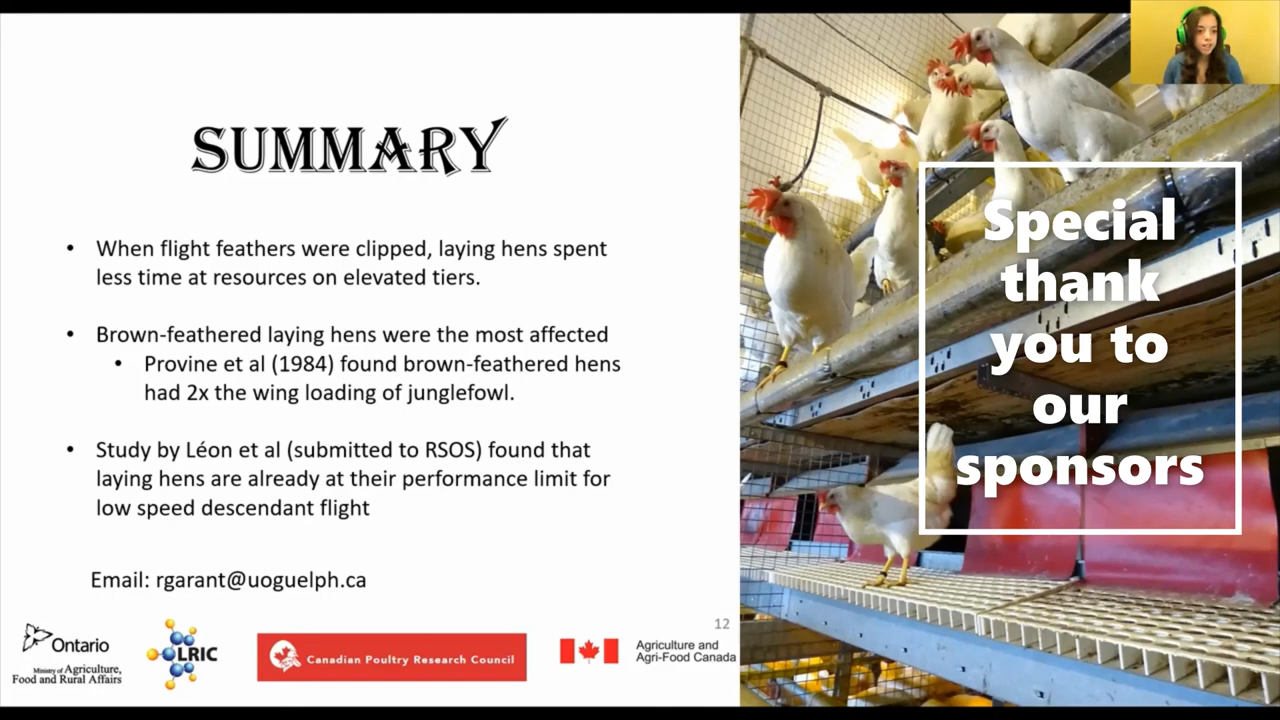 SUMMARY
• When flight feathers were clipped, laying hens spent
less time at resources on elevated tiers.
• Brown-feathered laying hens were the most affected
• Provine et al (1984) found brown-feathered hens
had 2x the wing loading of junglefowl.
• Study by Léon et al (submitted to RSOS) found that
laying hens are already at their performance limit for
low speed descendant flight
Email: rgarant@uoguelph.ca
12
Ontario
Ministry of Agriculture,
Food and Rural Affairs
LRIC
Canadian Poultry Research Council
Agriculture and
Agri-Food Canada
Special
thank
you to
our
sponsors